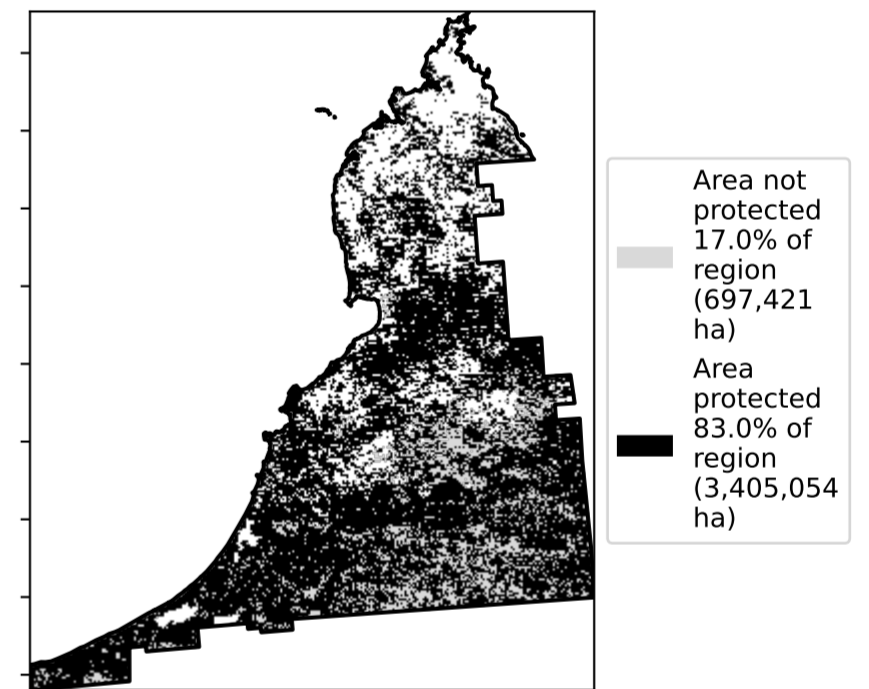 Area not
protected
17.0% of
region
(697,421
ha)
Area
protected
83.0% of
region
(3,405,054
ha)